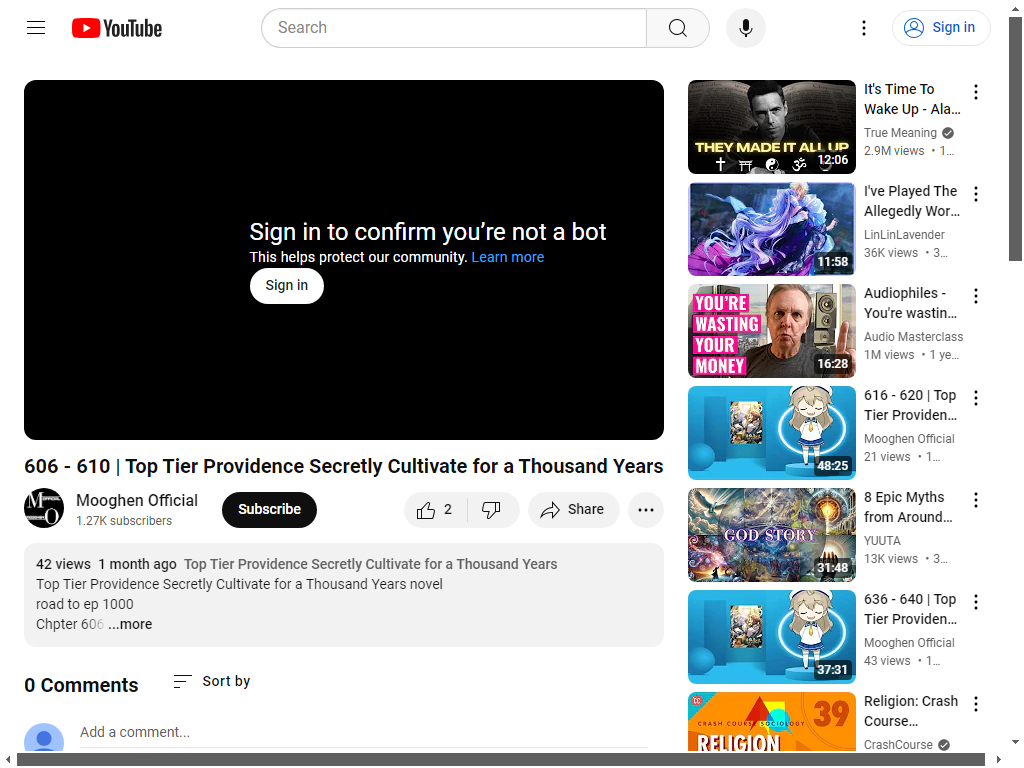 YouTube
Search
Sign in
Sign in to confirm you're not a bot
This helps protect our community. Learn more
Sign in
606 - 610 | Top Tier Providence Secretly Cultivate for a Thousand Years
Mooghen Official
1.27K subscribers
Subscribe
2
Share
42 views 1 month ago Top Tier Providence Secretly Cultivate for a Thousand Years
Top Tier Providence Secretly Cultivate for a Thousand Years novel
road to ep 1000
Chpter 606 ...more
0 Comments
Sort by
Add a comment...
THEY MADE IT ALL UP
12:06
It's Time To
Wake Up - Ala...
True Meaning
2.9M views • 1...
11:58
I've Played The
Allegedly Wor...
LinLinLavender
36K views • 3...
YOU'RE
WASTING
YOUR
MONEY
16:28
Audiophiles -
You're wastin...
Audio Masterclass
1M views • 1 ye...
48:25
616 - 620 | Top
Tier Providen...
Mooghen Official
21 views • 1...
GOD STORY
31:48
8 Epic Myths
from Around...
YUUTA
13K views • 3...
37:31
636 - 640 | Top
Tier Providen...
Mooghen Official
43 views • 1...
CRASH COURSE SOCIOLOGY
39
RELIGION
Religion: Crash
Course...
CrashCourse